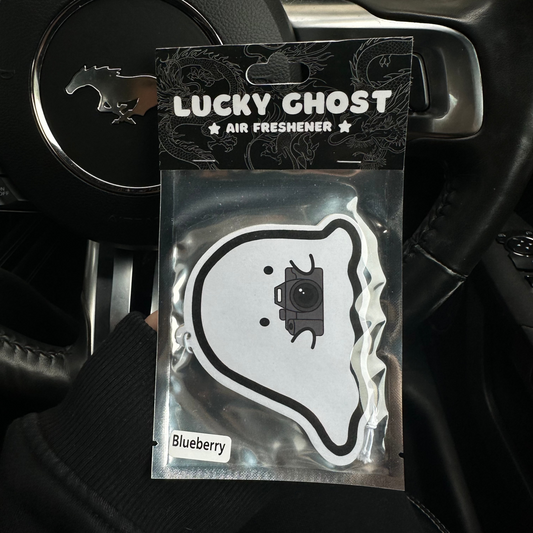 LUCKY GHOST
★ AIR FRESHENER ★
Blueberry